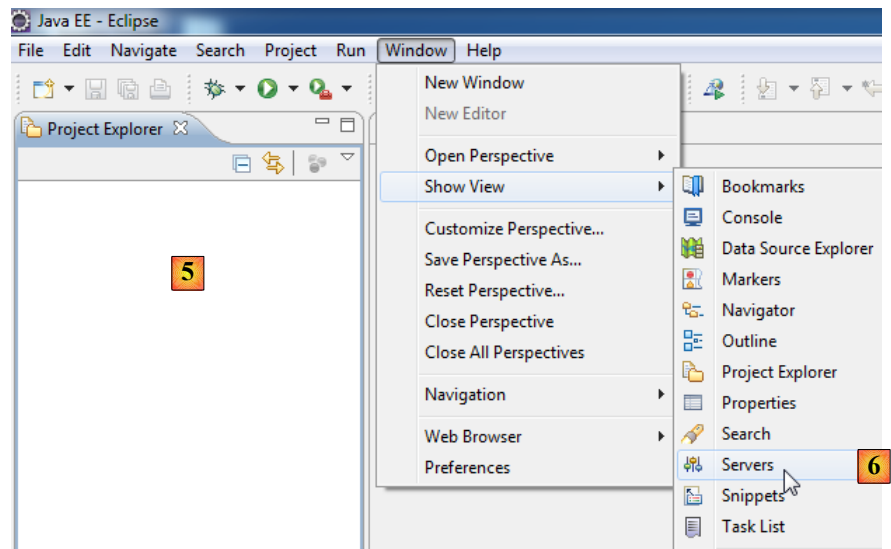 Java EE - Eclipse
File Edit Navigate Search Project Run Window Help
Project Explorer
5
New Window
New Editor
Open Perspective
Show View
Customize Perspective...
Save Perspective As...
Reset Perspective...
Close Perspective
Close All Perspectives
Navigation
Web Browser
Preferences
Bookmarks
Console
Data Source Explorer
Markers
Navigator
Outline
Project Explorer
Properties
Search
Servers
6
Snippets
Task List